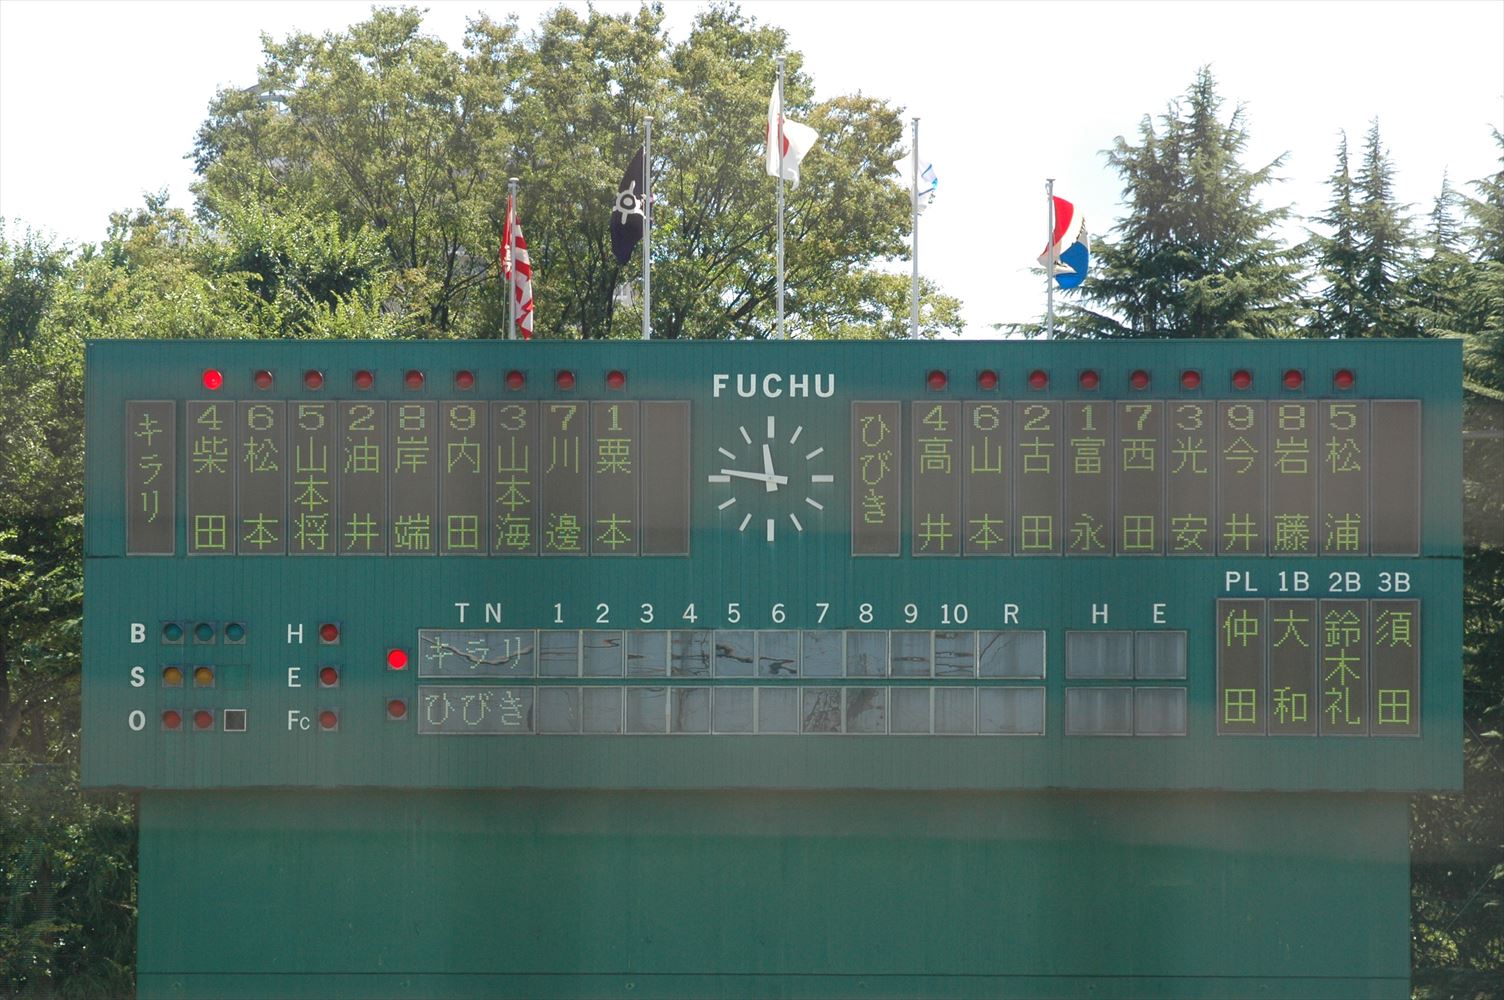 FUCHU
キラリ
4 柴田
6 松本
5 山本将
2 油井
8 岸端
9 内田
3 山本海
7 川邊
1 粟本
ひびき
4 高井
6 山本
2 古田
1 富永
7 西田
3 光安
9 今井
8 岩藤
5 松浦
PL 1B 2B 3B
仲田
大和
鈴木礼
須田
TN 1 2 3 4 5 6 7 8 9 10 R H E
キラリ
ひびき
B H
S E
O Fc